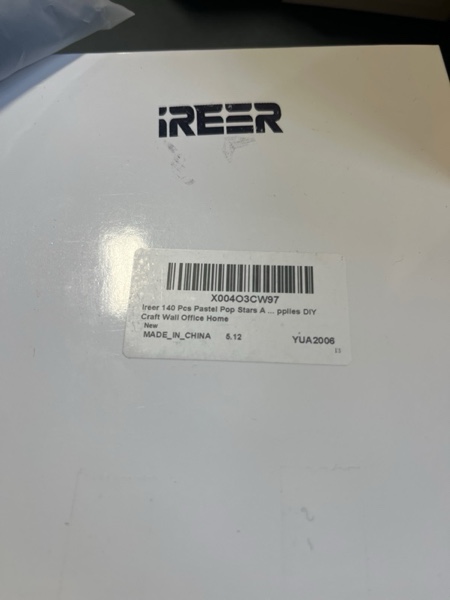 iREER
X004O3CW97
Ireer 140 Pcs Pastel Pop Stars A ... pplies DIY
Craft Wall Office Home
New
MADE_IN_CHINA 5.12 YUA2006